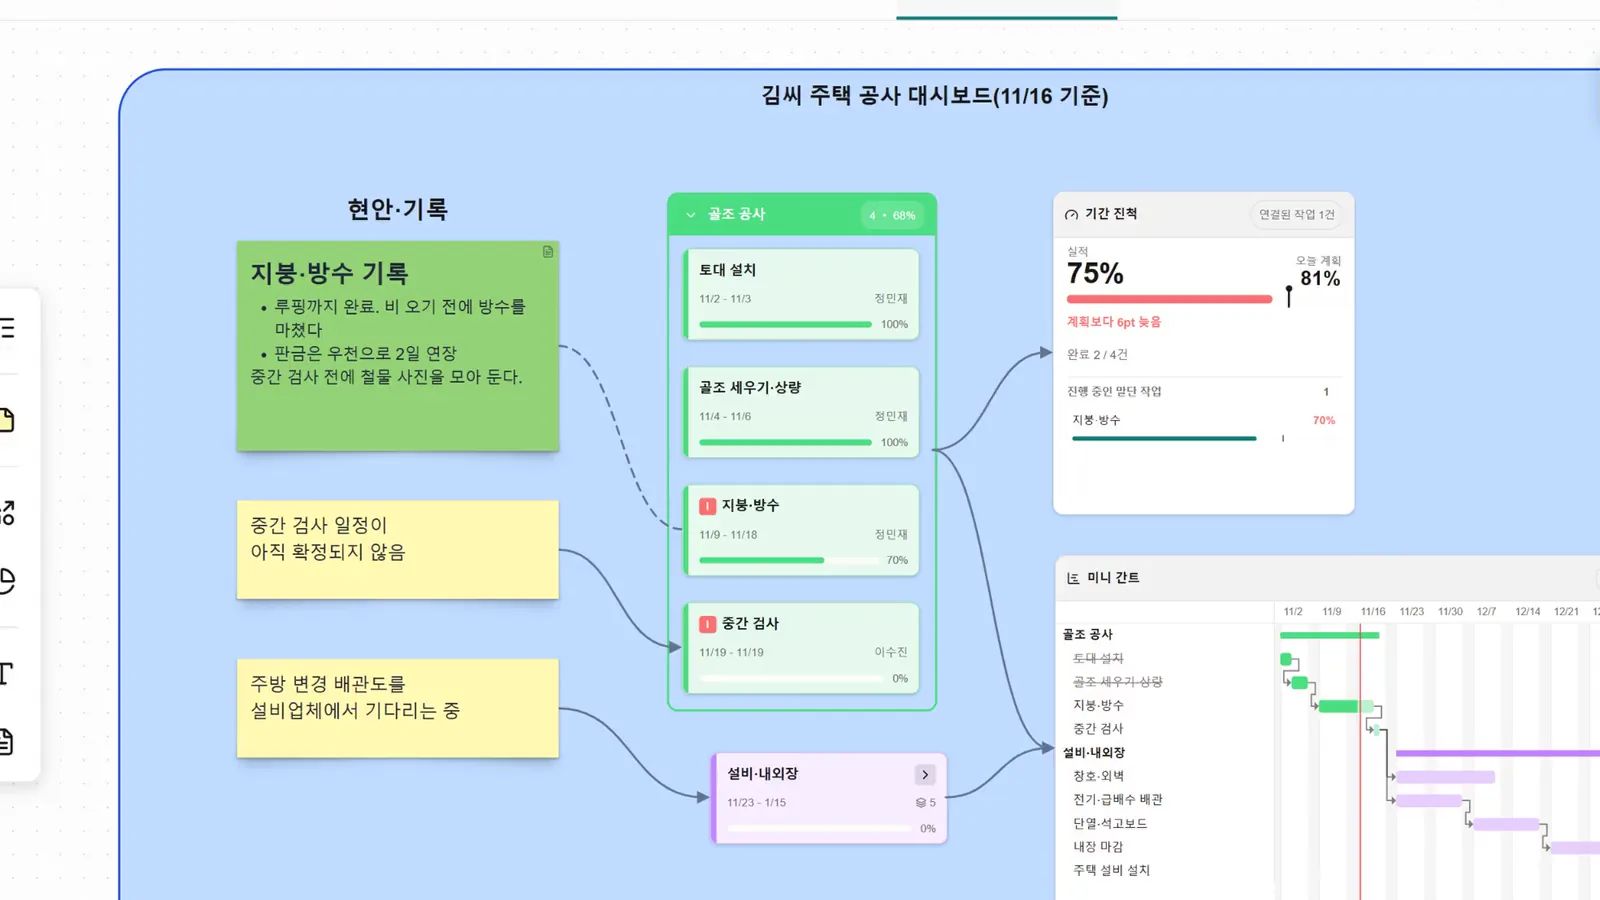 김씨 주택 공사 대시보드(11/16 기준)
현안·기록
지붕·방수 기록
• 루핑까지 완료. 비 오기 전에 방수를
마쳤다
• 판금은 우천으로 2일 연장
중간 검사 전에 철물 사진을 모아 둔다.
중간 검사 일정이
아직 확정되지 않음
주방 변경 배관도를
설비업체에서 기다리는 중
골조 공사
4 • 68%
토대 설치
11/2 - 11/3 정민재
100%
골조 세우기·상량
11/4 - 11/6 정민재
100%
! 지붕·방수
11/9 - 11/18 정민재
70%
! 중간 검사
11/19 - 11/19 이수진
0%
설비·내외장
11/23 - 1/15 5
0%
기간 진척 연결된 작업 1건
실적 오늘 계획
75% 81%
계획보다 6pt 늦음
완료 2 / 4건
진행 중인 말단 작업 1
지붕·방수 70%
미니 간트
11/2 11/9 11/16 11/23 11/30 12/7 12/14 12/21
골조 공사
토대 설치
골조 세우기·상량
지붕·방수
중간 검사
설비·내외장
창호·외벽
전기·급배수 배관
단열·석고보드
내장 마감
주택 설비 설치